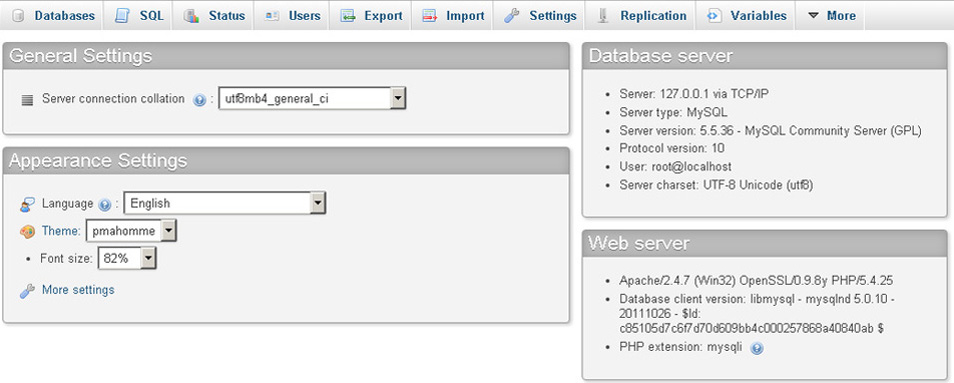 Databases SQL Status Users Export Import Settings Replication Variables More
General Settings
Server connection collation : utf8mb4_general_ci
Appearance Settings
Language : English
Theme: pmahomme
Font size: 82%
More settings
Database server
Server: 127.0.0.1 via TCP/IP
Server type: MySQL
Server version: 5.5.36 - MySQL Community Server (GPL)
Protocol version: 10
User: root@localhost
Server charset: UTF-8 Unicode (utf8)
Web server
Apache/2.4.7 (Win32) OpenSSL/0.9.8y PHP/5.4.25
Database client version: libmysql - mysqlnd 5.0.10 -
20111026 - $Id:
c85105d7c6f7d70d609bb4c000257868a40840ab $
PHP extension: mysqli